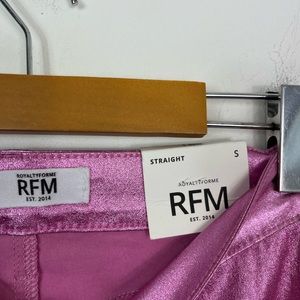 ROYALTYFORME
RFM
EST. 2014
STRAIGHT S
ROYALTYFORME
RFM
EST. 2014